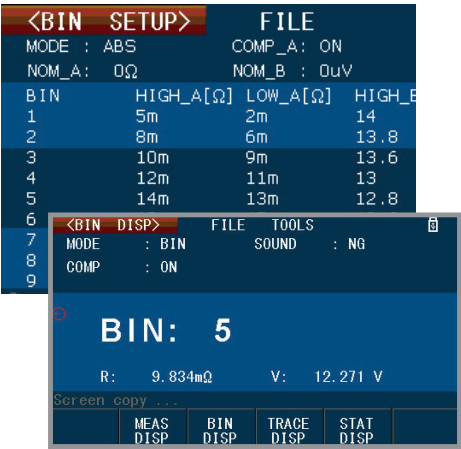 <BIN SETUP> FILE
MODE : ABS COMP_A: ON
NOM_A: 0Ω NOM_B : 0uV
BIN HIGH_A[Ω] LOW_A[Ω] HIGH_B
1 5m 2m 14
2 8m 6m 13.8
3 10m 9m 13.6
4 12m 11m 13
5 14m 13m 12.8
6
7
8
9
<BIN DISP> FILE TOOLS
MODE : BIN SOUND : NG
COMP : ON
BIN: 5
R: 9.834mΩ V: 12.271 V
Screen copy ...
MEAS DISP BIN DISP TRACE DISP STAT DISP